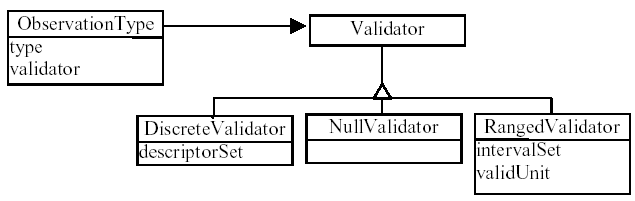 ObservationType
type
validator
Validator
DiscreteValidator
descriptorSet
NullValidator
RangedValidator
intervalSet
validUnit